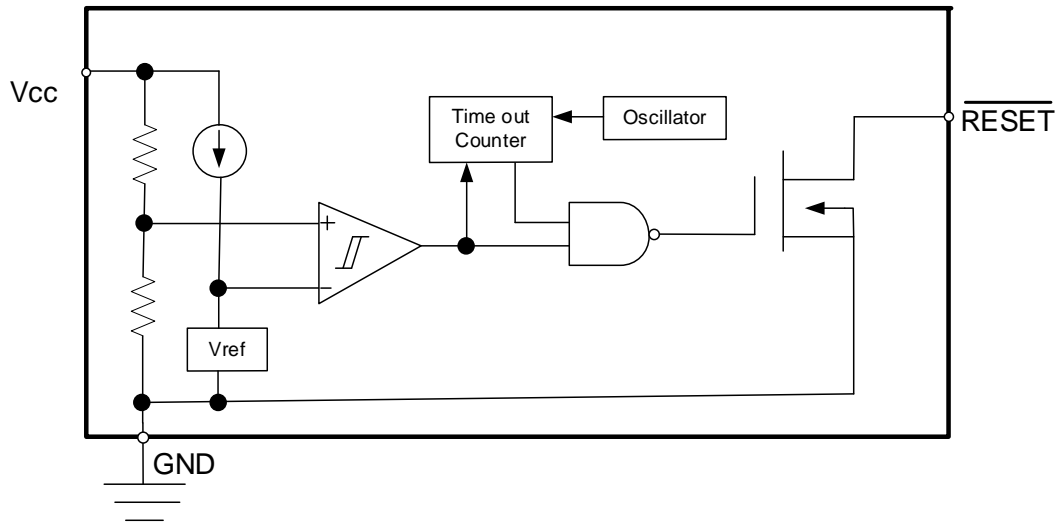 Vcc
Time out
Counter
Oscillator
RESET
+
−
Vref
GND